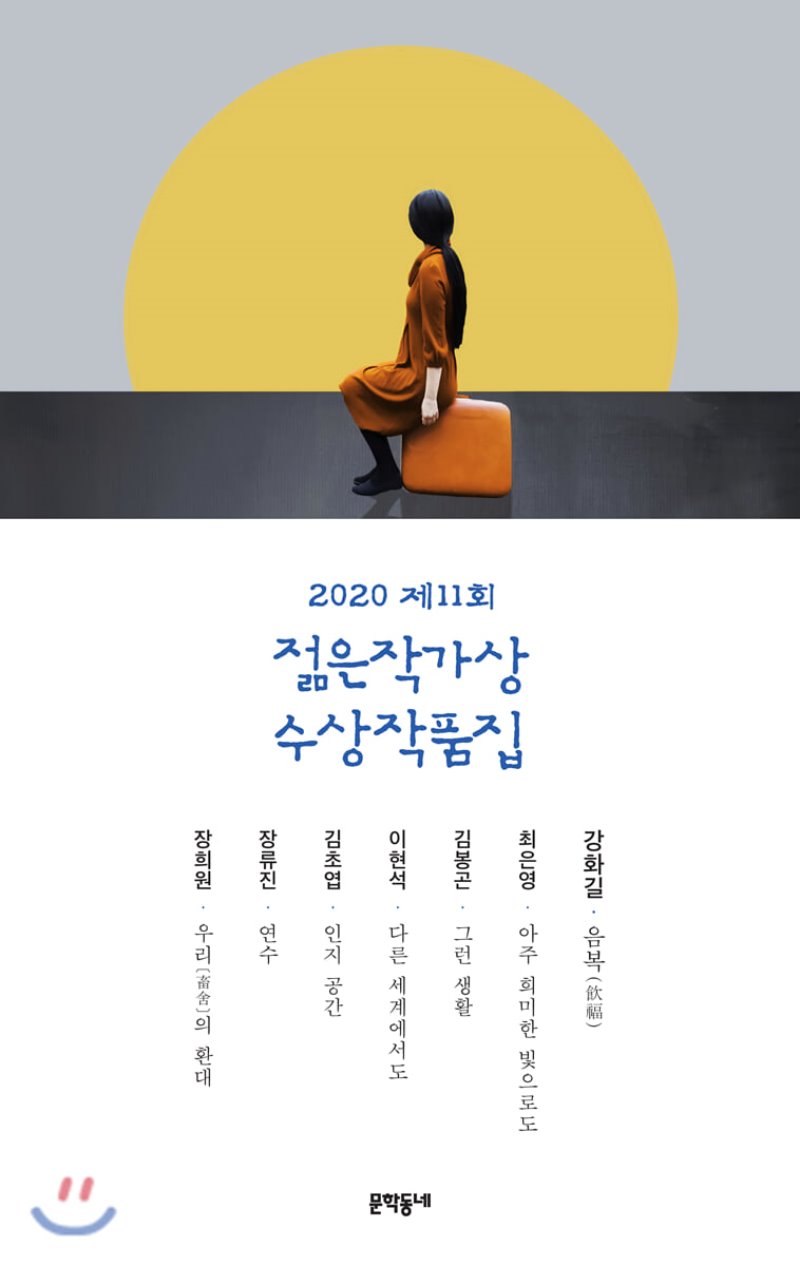 2020 제11회
젊은작가상
수상작품집
강화길 · 음복(飮福)
최은영 · 아주 희미한 빛으로도
김봉곤 · 그런 생활
이현석 · 다른 세계에서도
김초엽 · 인지 공간
장류진 · 연수
장희원 · 우리[畜舍]의 환대
문학동네